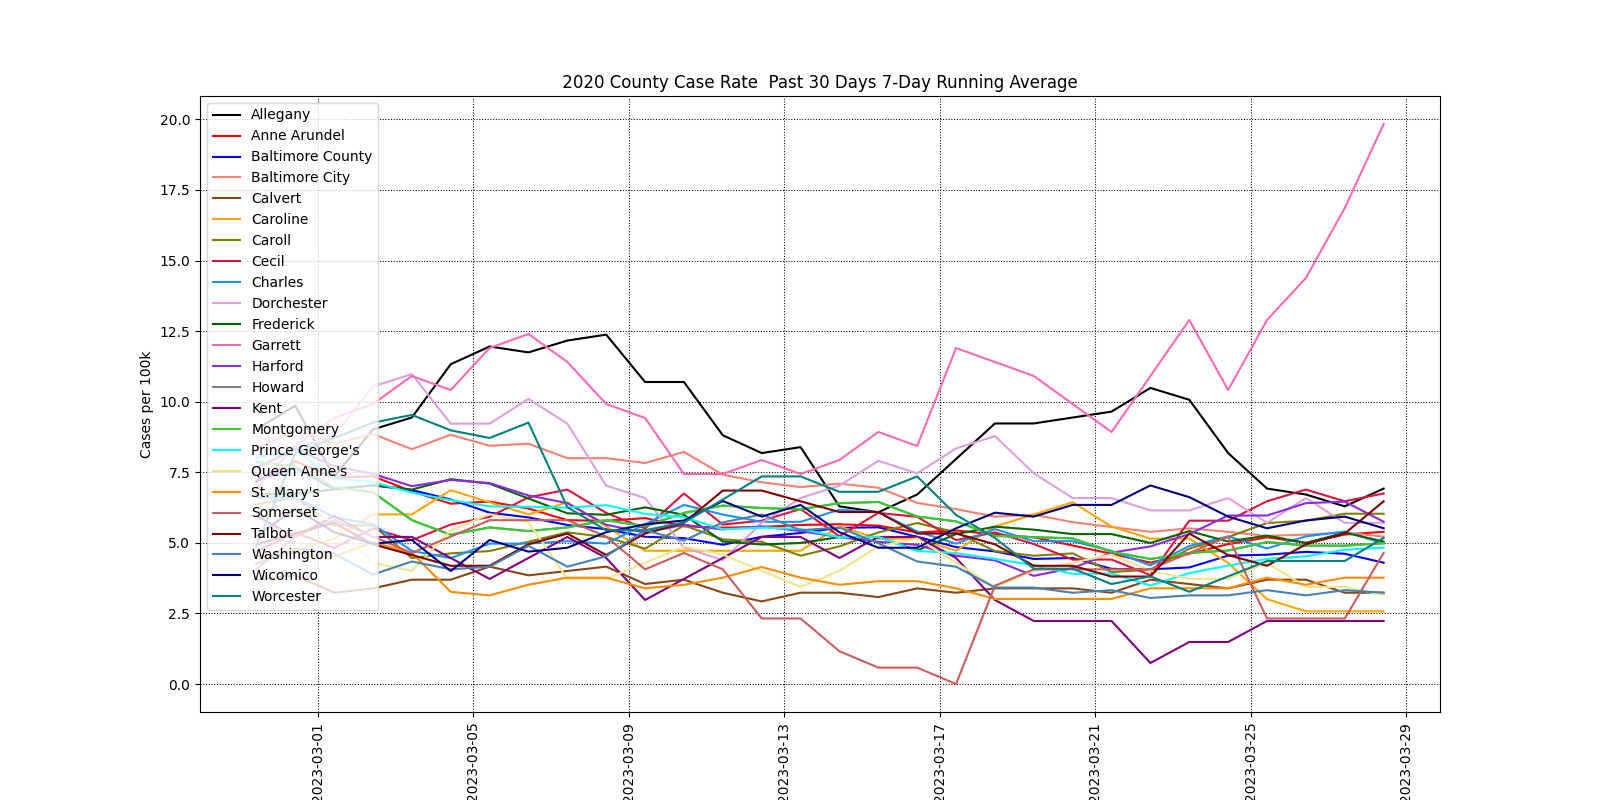 2020 County Case Rate  Past 30 Days 7-Day Running Average
Cases per 100k
20.0
17.5
15.0
12.5
10.0
7.5
5.0
2.5
0.0
Allegany
Anne Arundel
Baltimore County
Baltimore City
Calvert
Caroline
Caroll
Cecil
Charles
Dorchester
Frederick
Garrett
Harford
Howard
Kent
Montgomery
Prince George's
Queen Anne's
St. Mary's
Somerset
Talbot
Washington
Wicomico
Worcester
2023-03-01
2023-03-05
2023-03-09
2023-03-13
2023-03-17
2023-03-21
2023-03-25
2023-03-29